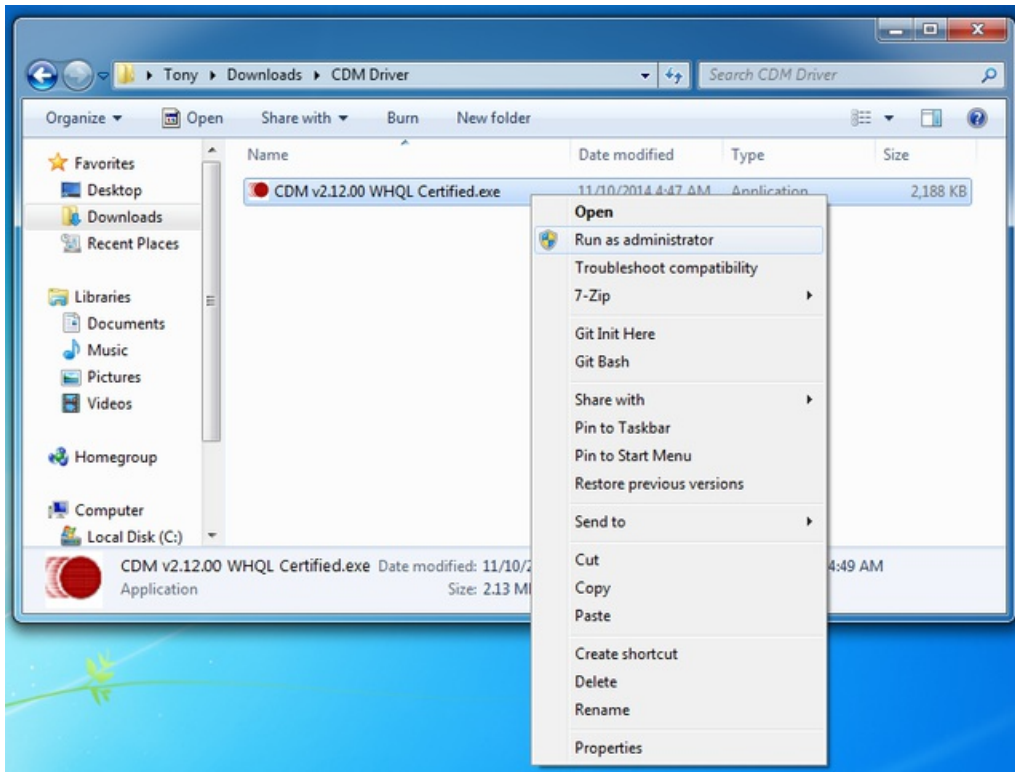 Tony ▸ Downloads ▸ CDM Driver
Search CDM Driver
Organize Open Share with Burn New folder
Name Date modified Type Size
Favorites
Desktop
Downloads
Recent Places
Libraries
Documents
Music
Pictures
Videos
Homegroup
Computer
Local Disk (C:)
CDM v2.12.00 WHQL Certified.exe 11/10/2014 4:47 AM Application 2,188 KB
Open
Run as administrator
Troubleshoot compatibility
7-Zip
Git Init Here
Git Bash
Share with
Pin to Taskbar
Pin to Start Menu
Restore previous versions
Send to
Cut
Copy
Paste
Create shortcut
Delete
Rename
Properties
CDM v2.12.00 WHQL Certified.exe Date modified: 11/10/2 4:49 AM
Application Size: 2.13 M